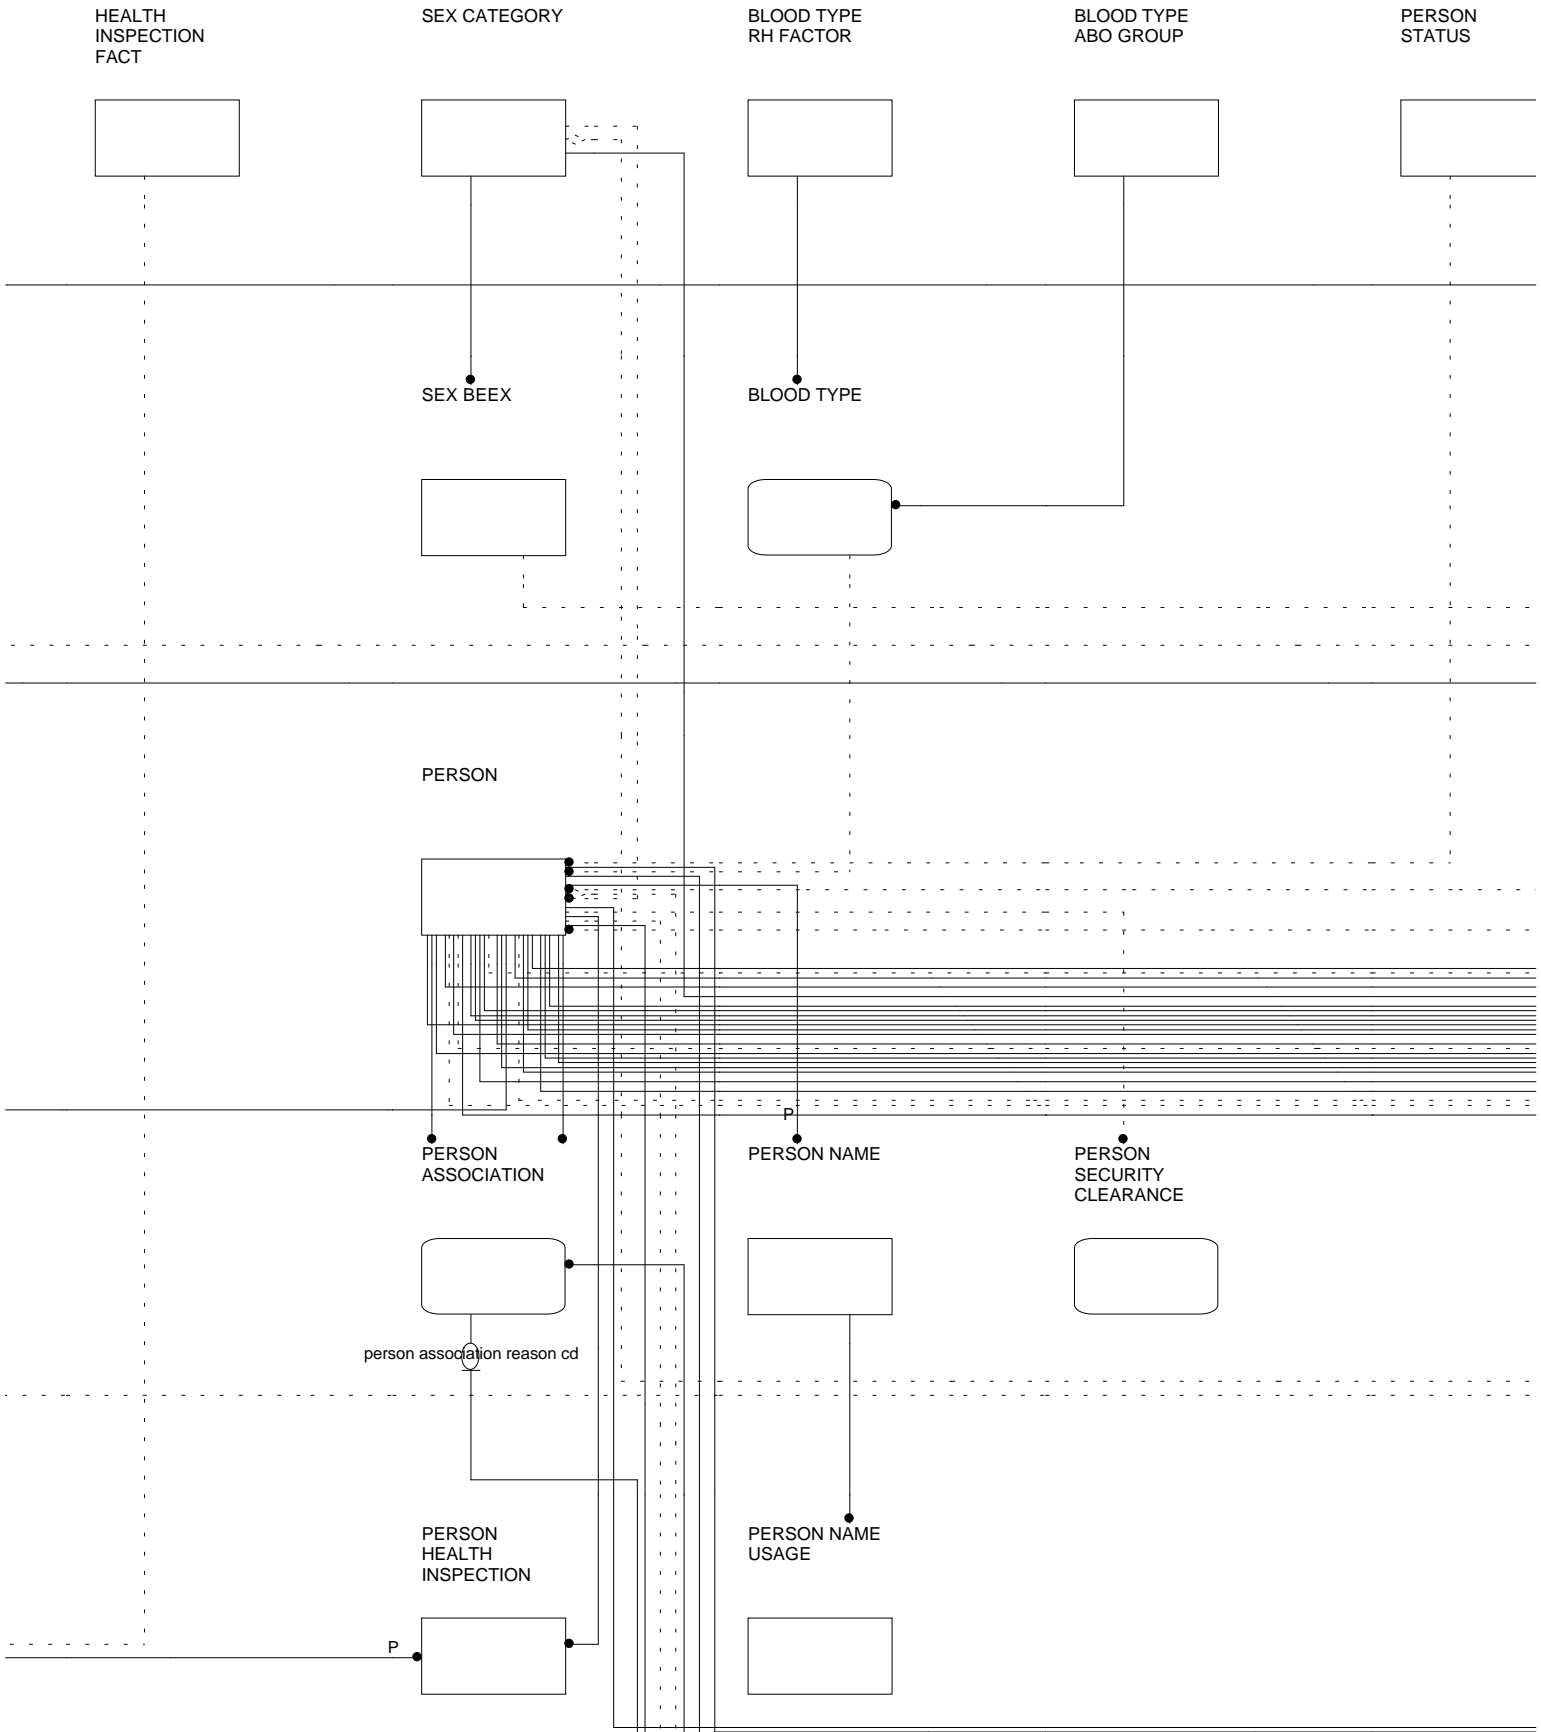 HEALTH
INSPECTION
FACT
SEX CATEGORY
BLOOD TYPE
RH FACTOR
BLOOD TYPE
ABO GROUP
PERSON
STATUS
SEX BEEX
BLOOD TYPE
PERSON
P
PERSON
ASSOCIATION
PERSON NAME
PERSON
SECURITY
CLEARANCE
person association reason cd
PERSON
HEALTH
INSPECTION
PERSON NAME
USAGE
P